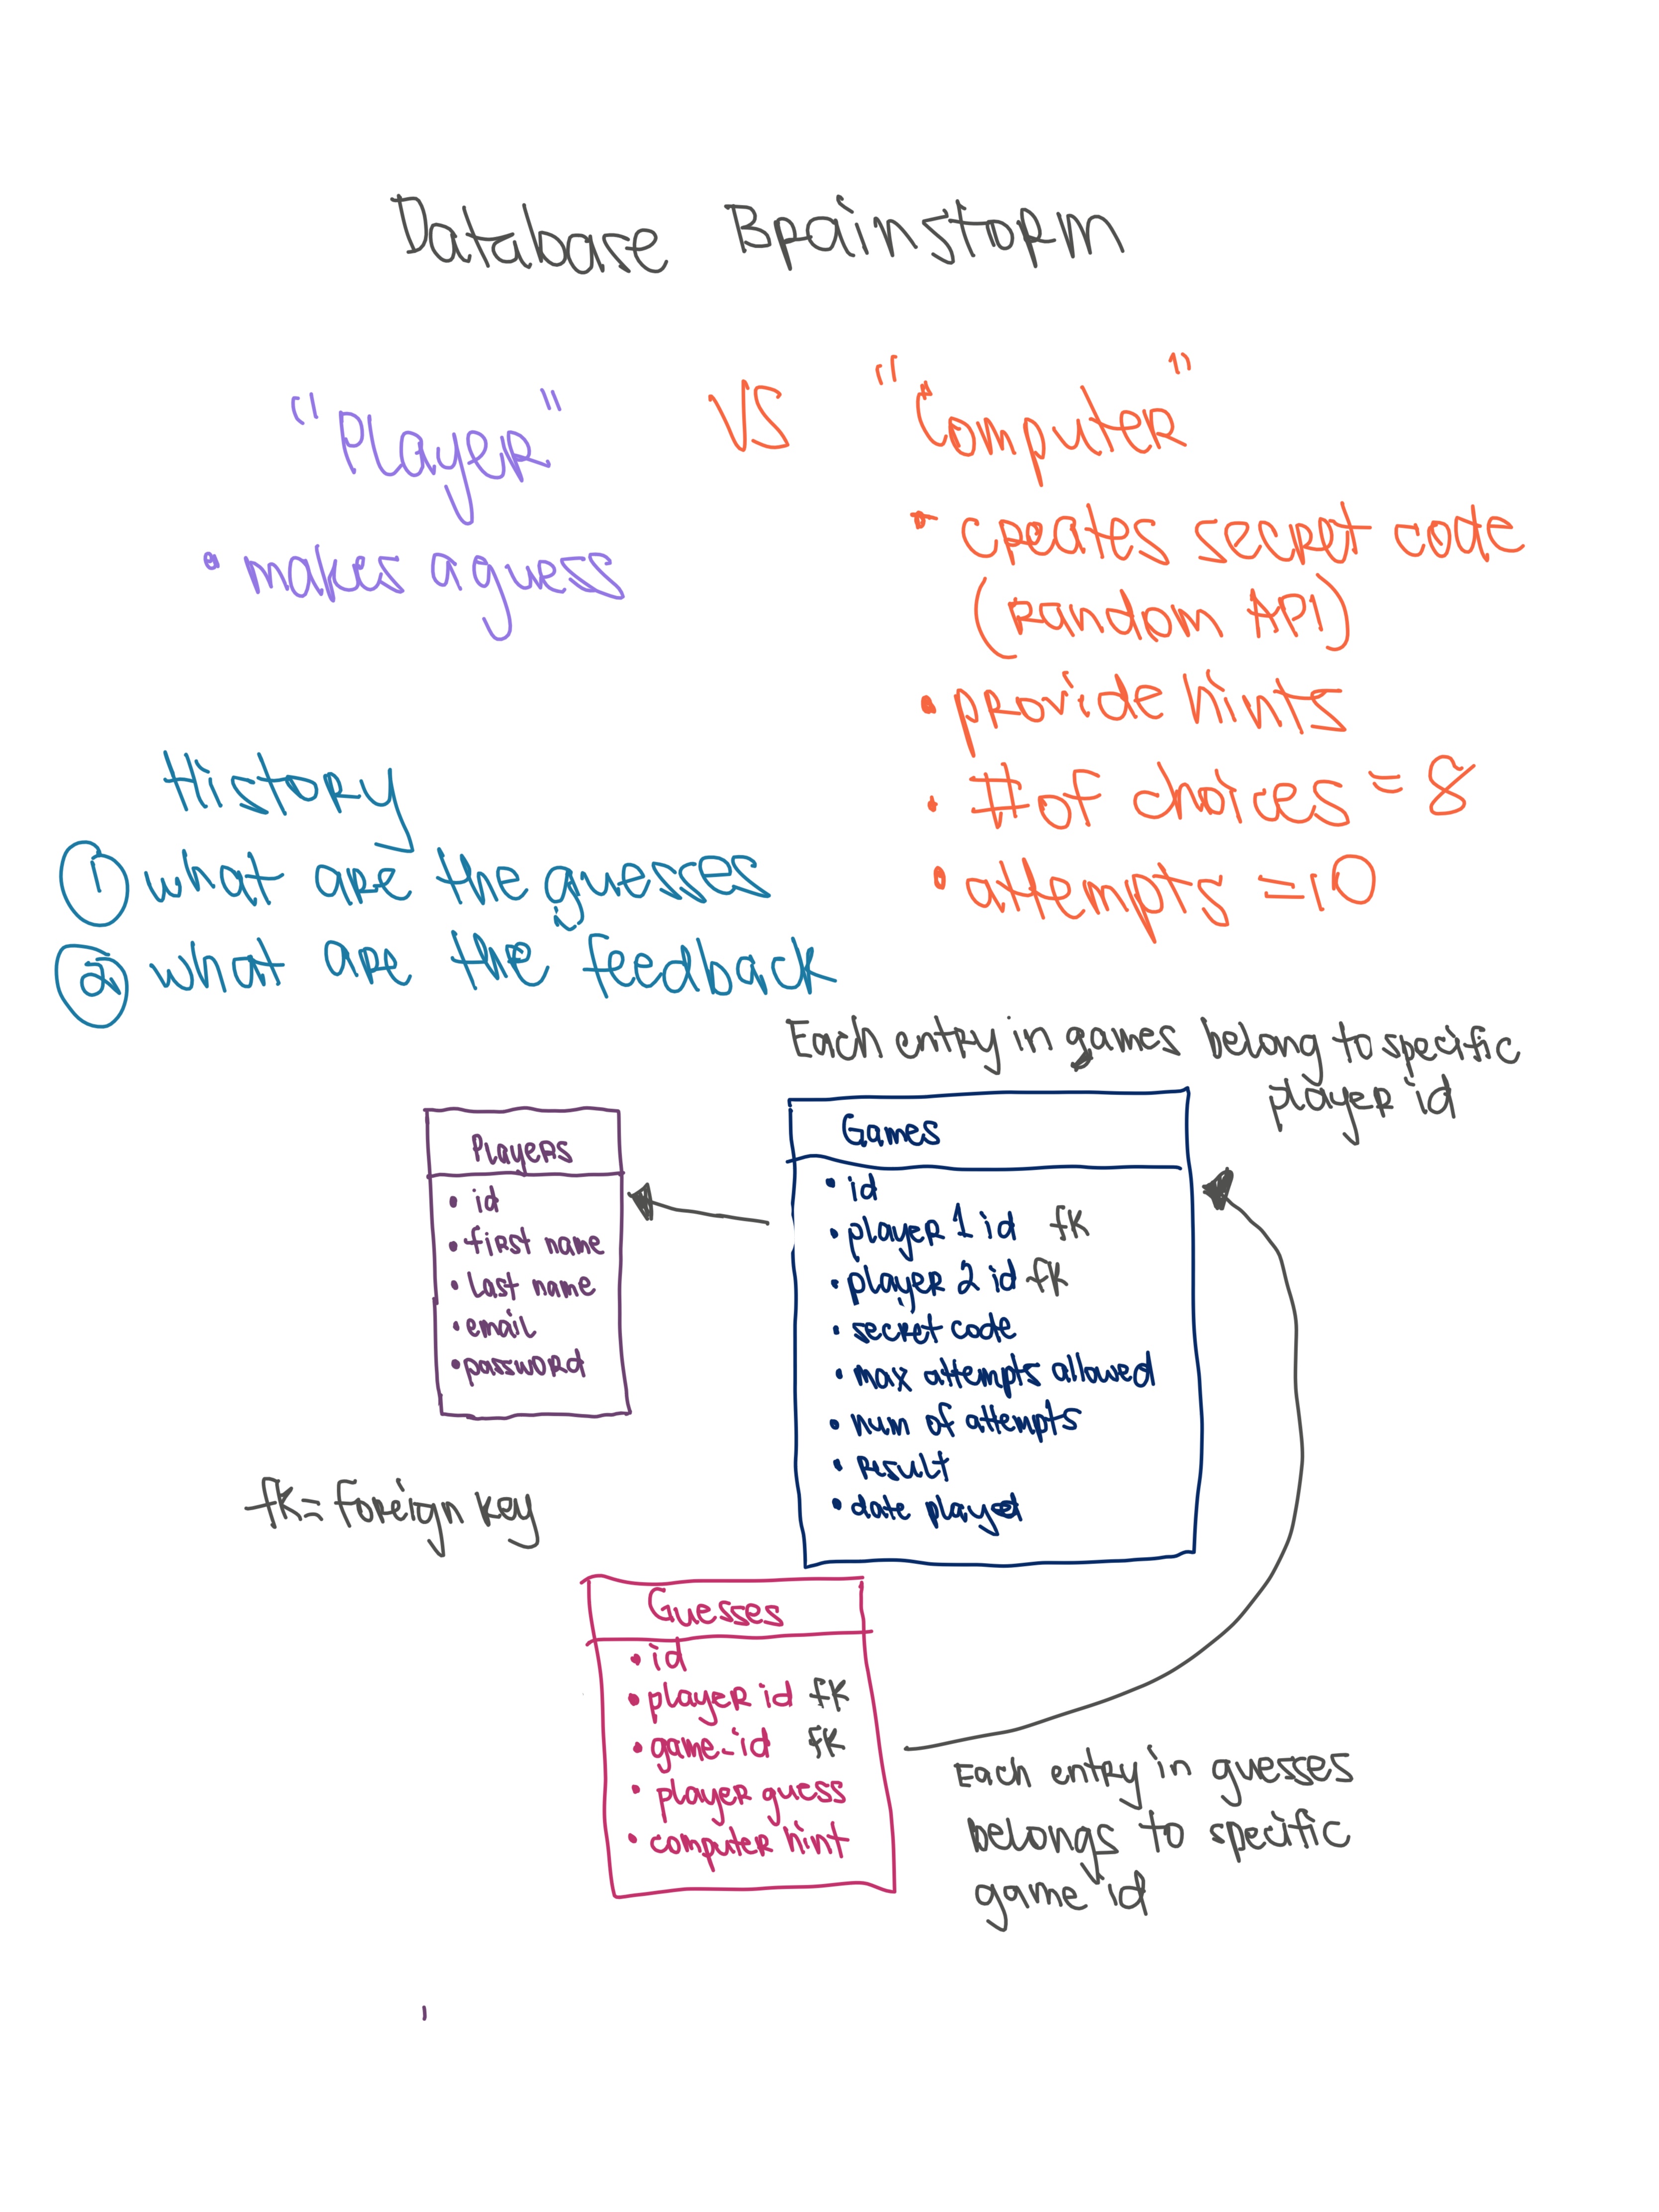 Database Brainstorm
"Player" VS "Computer"
• makes a guess
• creates secret code
(Random API)
• provide hints
• # of choices = 8
• attempts = 10
History
① what are the guesses
② what are the feedback
Each entry in games belong to specific
player id
Players
• id
• first name
• Last name
• email
• password
Games
• id
• player 1 id fk
• player 2 id fk
• secret code
• max attempts allowed
• num of attempts
• Result
• date played
fk = foreign key
Guesses
• id
• player id fk
• game_id fk
• player guess
• computer hint
Each entry in guesses
belongs to specific
game id